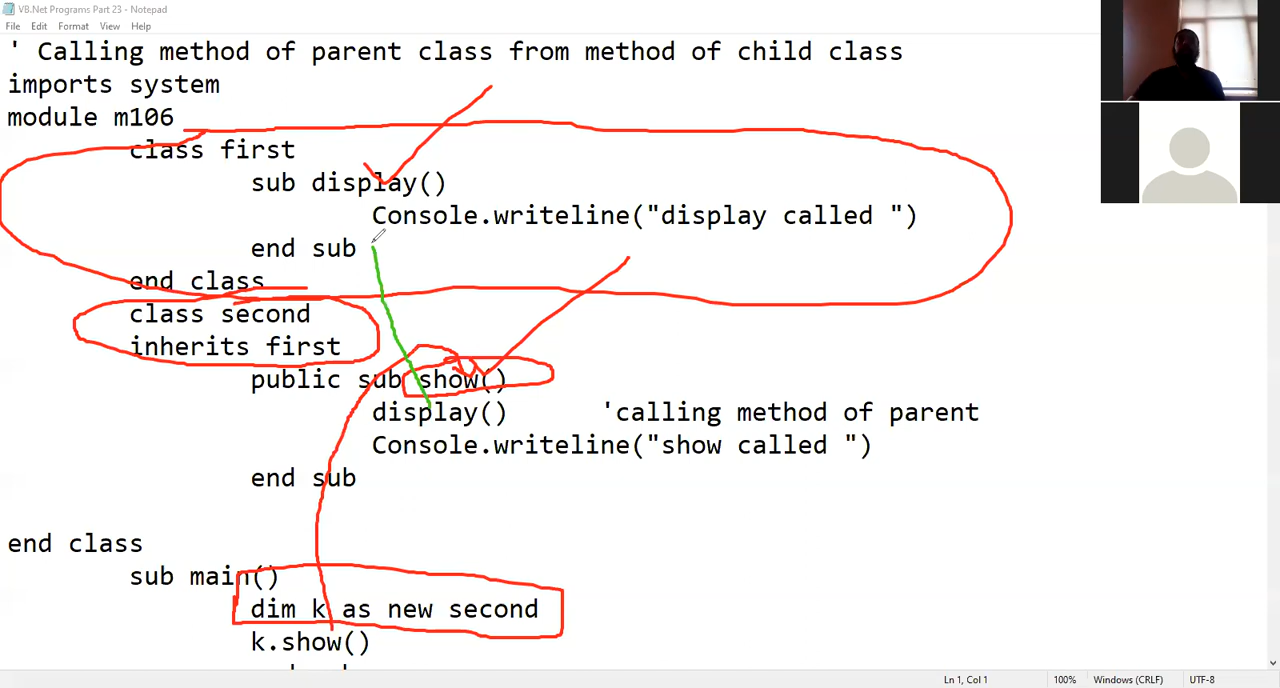 VB.Net Programs Part 23 - Notepad
File Edit Format View Help
' Calling method of parent class from method of child class
imports system
module m106
class first
sub display()
Console.writeline("display called ")
end sub
end class
class second
inherits first
public sub show()
display() 'calling method of parent
Console.writeline("show called ")
end sub
end class
sub main()
dim k as new second
k.show()
Ln 1, Col 1 100% Windows (CRLF) UTF-8